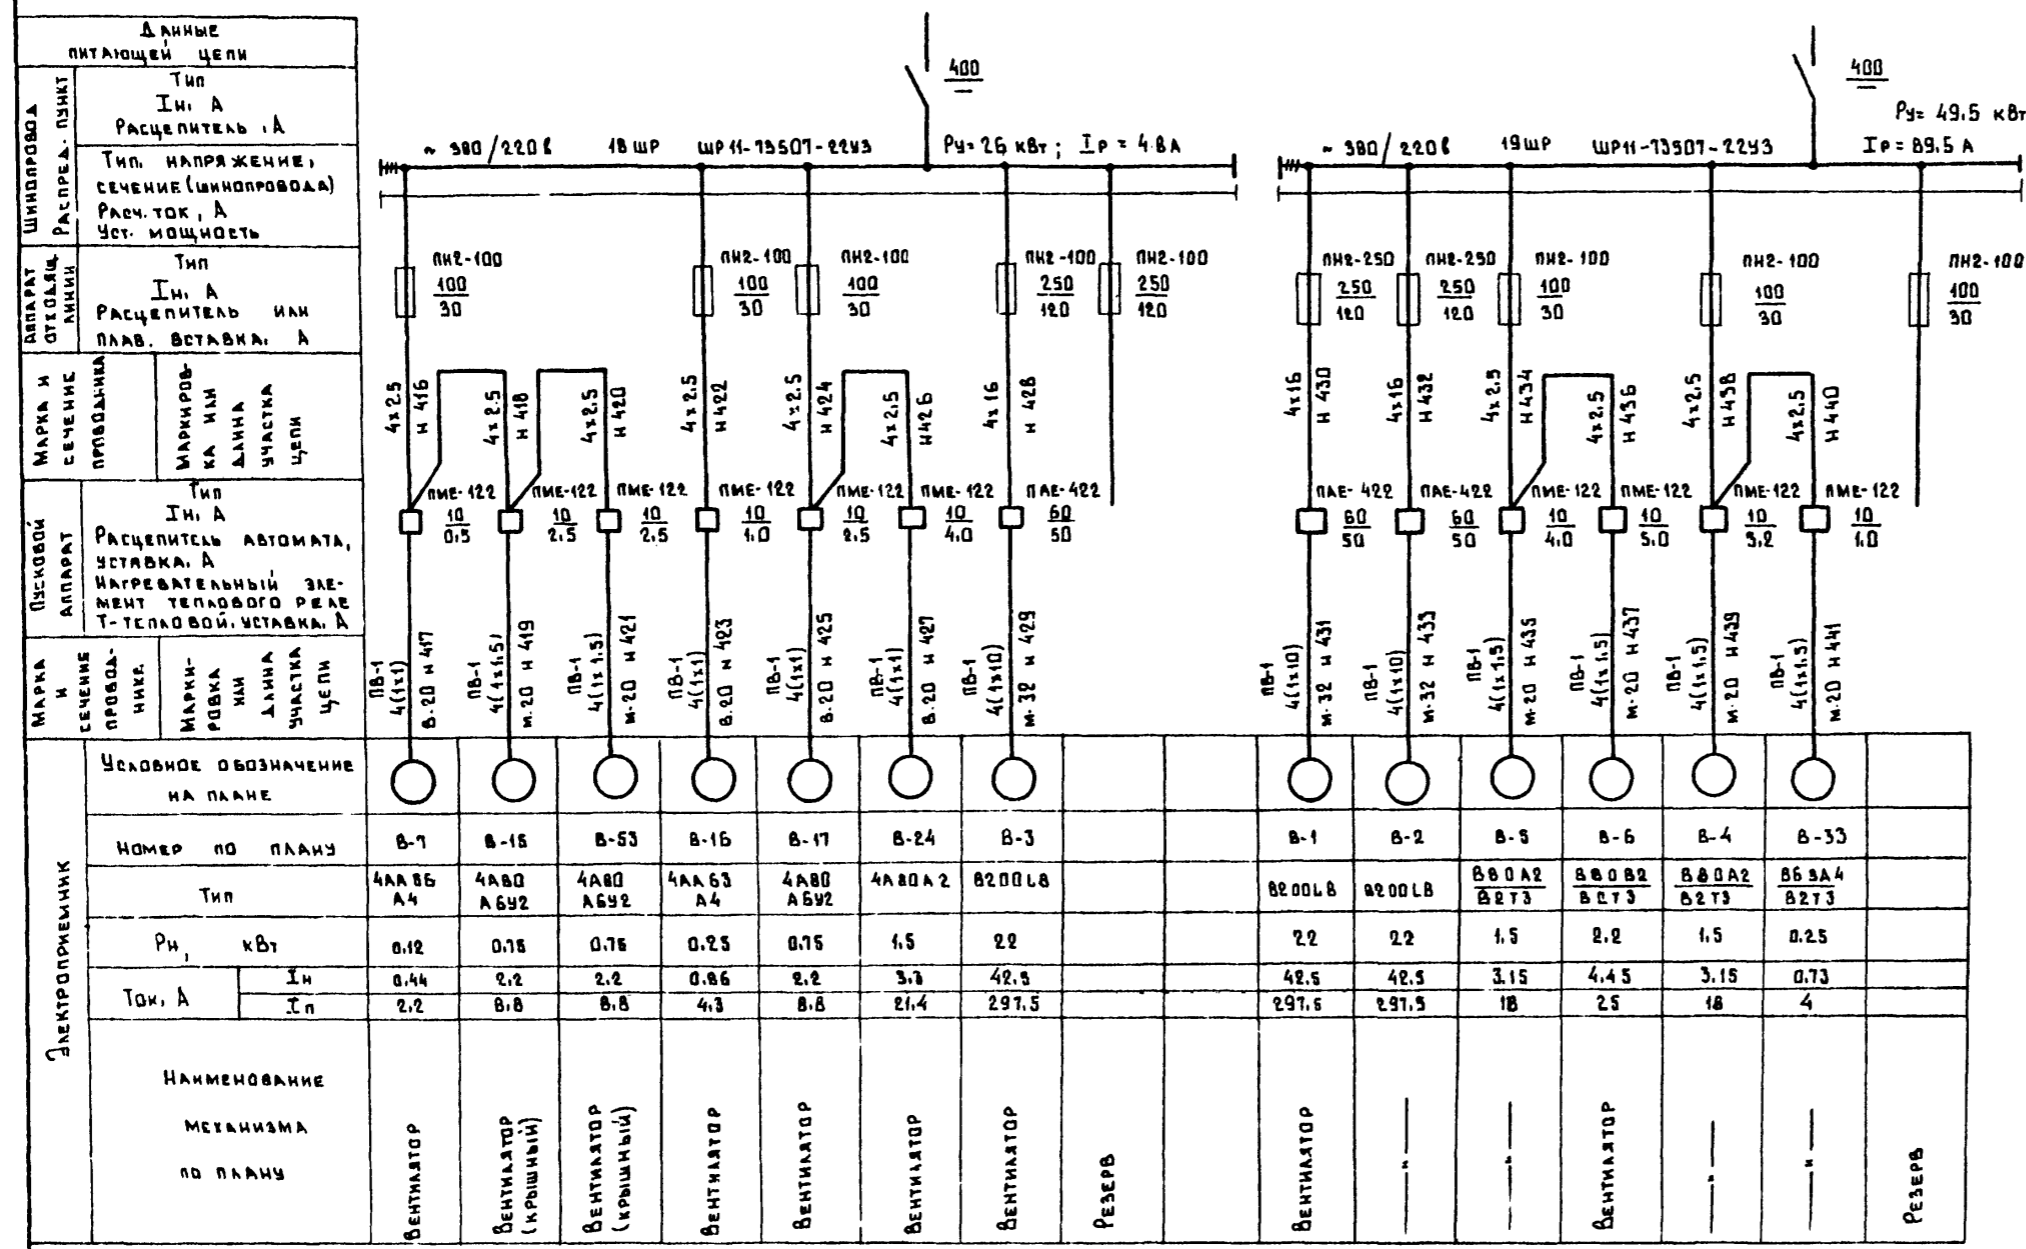 Данные
питающей цепи
Шинопровод
Распред. пункт
Тип
Iн, А
Расцепитель, А
Тип, напряжение,
сечение (шинопровода)
Расч. ток, А
Уст. мощность
Аппарат
отходящ.
линии
Тип
Iн, А
Расцепитель или
плав. вставка, А
Марка и
сечение
проводника
Маркиров-
ка или
длина
участка
цепи
Пусковой
аппарат
Тип
Iн, А
Расцепитель автомата,
уставка, А
Нагревательный эле-
мент теплового реле
Т-тепловой, уставка, А
Марка
и
сечение
провод-
ника
Марки-
ровка
или
длина
участка
цепи
~ 380/220 в 18 ШР ШР11-73507-22У3 Ру=26 кВт; Iр = 4.8 А
400
~ 380/220 в 19 ШР ШР11-73507-22У3
400
Ру= 49.5 кВт
Iр = 89.5 А
ПН2-100 ПН2-100 ПН2-100 ПН2-100 ПН2-100 ПН2-250 ПН2-250 ПН2-100 ПН2-100 ПН2-100
100 100 100 250 250 250 250 100 100 100
30 30 30 120 120 120 120 30 30 30
4х2.5 Н 416
4х2.5 Н 418
4х2.5 Н 420
4х2.5 Н 422
4х2.5 Н 424
4х2.5 Н 426
4х16 Н 428
4х16 Н 430
4х16 Н 432
4х2.5 Н 434
4х2.5 Н 436
4х2.5 Н 438
4х2.5 Н 440
ПМЕ-122 ПМЕ-122 ПМЕ-122 ПМЕ-122 ПМЕ-122 ПМЕ-122 ПАЕ-422 ПАЕ-422 ПАЕ-422 ПМЕ-122 ПМЕ-122 ПМЕ-122 ПМЕ-122
10 10 10 10 10 10 60 60 60 10 10 10 10
0.5 2.5 2.5 1.0 2.5 4.0 50 50 50 4.0 5.0 3.2 1.0
ПВ-1 4(1х1) в.20 Н 417
ПВ-1 4(1х1.5) м.20 Н 419
ПВ-1 4(1х1.5) м-20 Н 421
ПВ-1 4(1х1) в.20 Н 423
ПВ-1 4(1х1) в.20 Н 425
ПВ-1 4(1х1) в.20 Н 427
ПВ-1 4(1х10) м-32 Н 429
ПВ-1 4(1х10) м-32 Н 431
ПВ-1 4(1х10) м-32 Н 433
ПВ-1 4(1х1.5) м-20 Н 435
ПВ-1 4(1х1.5) м-20 Н 437
ПВ-1 4(1х1.5) м-20 Н 439
ПВ-1 4(1х1.5) м-20 Н 441
Электроприемник
Условное обозначение
на плане
Номер по плану В-7 В-15 В-53 В-16 В-17 В-24 В-3 В-1 В-2 В-5 В-6 В-4 В-33
Тип 4А80 4А80 4АА63 4А80 4А80А2 В200L8 В200L8 В200L8 В80А2 В80В2 В80А2 В63А4
А4 А6У2 А6У2 А4 А6У2 В2Т3 В2Т3 В2Т3 В2Т3
Рн, кВт 0.12 0.75 0.75 0.25 0.75 1.5 22 22 22 1.5 2.2 1.5 0.25
Ток, А
Iн 0.44 2.2 2.2 0.86 2.2 3.3 42.5 42.5 42.5 3.15 4.45 3.15 0.73
Iп 2.2 8.8 8.8 4.3 8.8 21.4 297.5 297.5 297.5 18 25 18 4
Наименование
механизма
по плану
Вентилятор
Вентилятор (крышный)
Вентилятор (крышный)
Вентилятор
Вентилятор
Вентилятор
Вентилятор
Резерв
Вентилятор
— " —
— " —
Вентилятор
— " —
— " —
Резерв